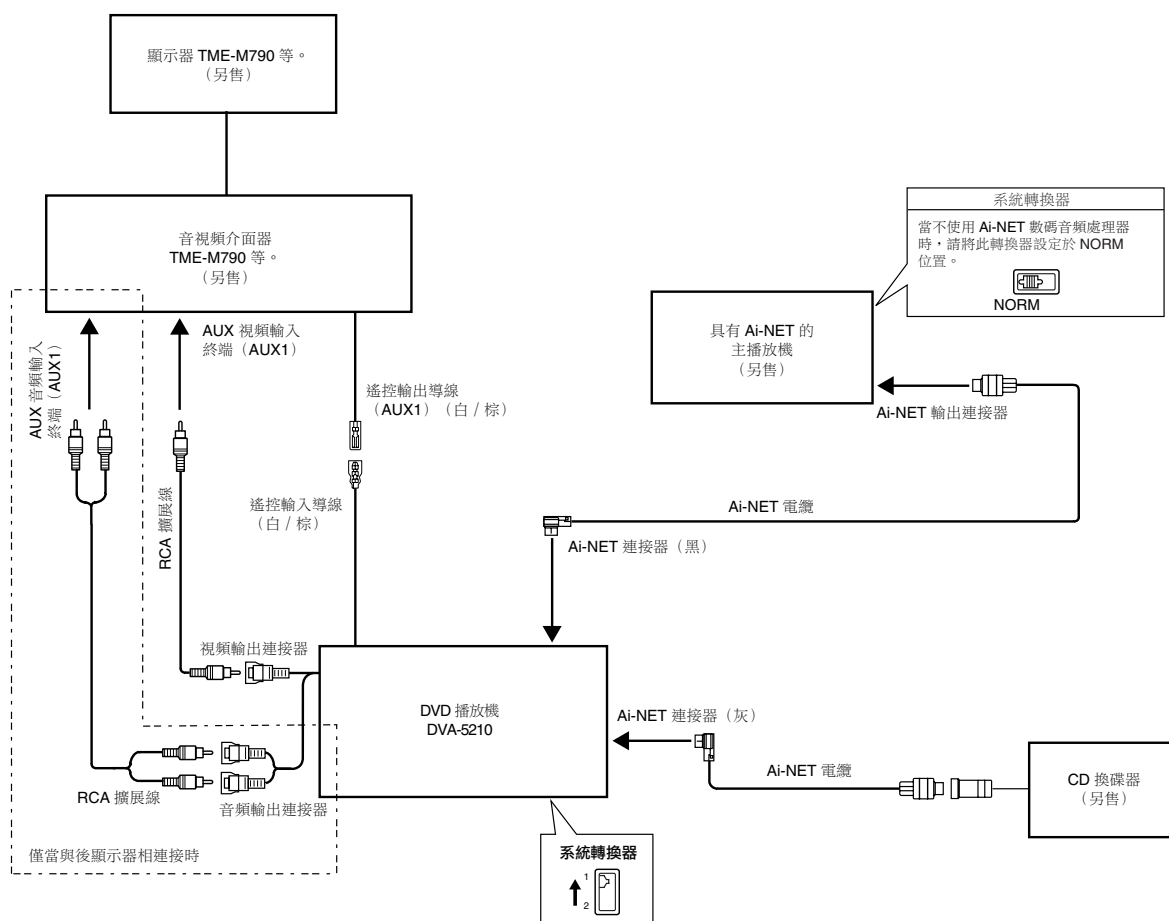 顯示器 TME-M790 等。
（另售）
音視頻介面器
TME-M790 等。
（另售）
系統轉換器
當不使用 Ai-NET 數碼音頻處理器
時，請將此轉換器設定於 NORM
位置。
NORM
具有 Ai-NET 的
主播放機
（另售）
AUX 音頻輸入
終端（AUX1）
AUX 視頻輸入
終端（AUX1）
遙控輸出導線
（AUX1）（白 / 棕）
Ai-NET 輸出連接器
遙控輸入導線
（白 / 棕）
RCA 擴展線
Ai-NET 電纜
Ai-NET 連接器（黑）
視頻輸出連接器
DVD 播放機
DVA-5210
Ai-NET 連接器（灰）
Ai-NET 電纜
CD 換碟器
（另售）
RCA 擴展線
音頻輸出連接器
僅當與後顯示器相連接時
系統轉換器
1
2